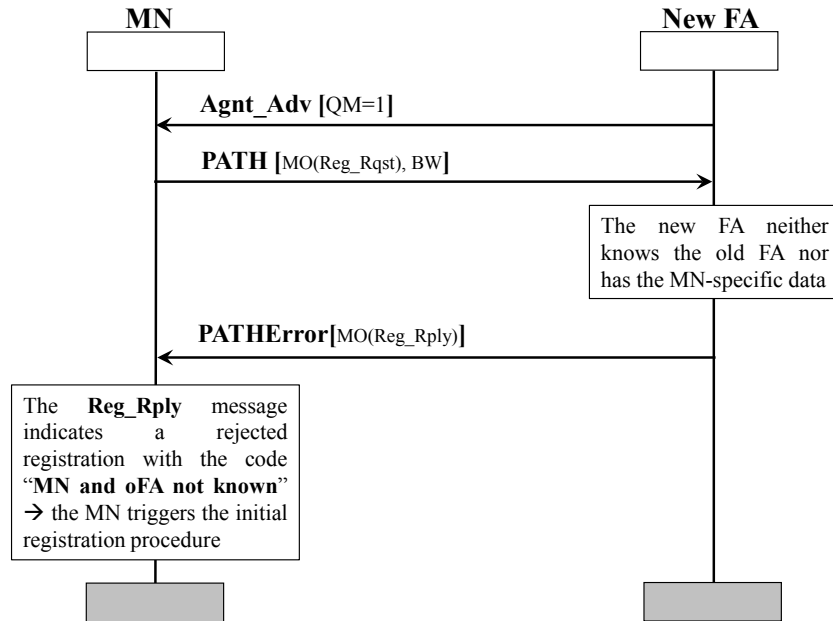 MN
New FA
Agnt_Adv [QM=1]
PATH [MO(Reg_Rqst), BW]
The new FA neither
knows the old FA nor
has the MN-specific data
PATHError[MO(Reg_Rply)]
The Reg_Rply message
indicates a rejected
registration with the code
“MN and oFA not known”
→ the MN triggers the initial
registration procedure